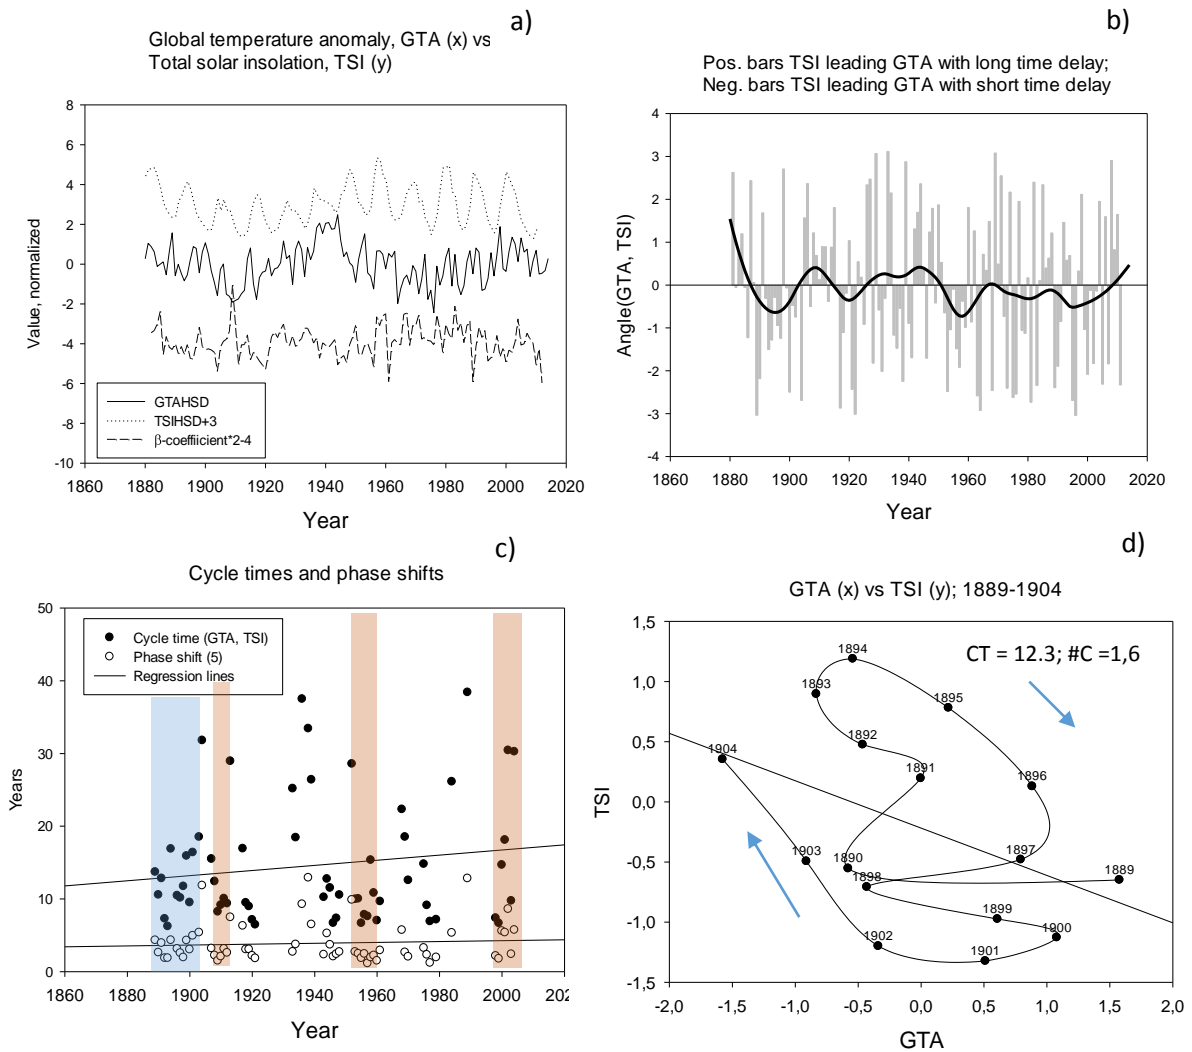 a)
Global temperature anomaly, GTA (x) vs
Total solar insolation, TSI (y)
8
6
4
2
0
-2
-4
-6
-8
-10
Value, normalized
GTAHSD
TSIHSD+3
β-coeffiicient*2-4
1860 1880 1900 1920 1940 1960 1980 2000 2020
Year
b)
Pos. bars TSI leading GTA with long time delay;
Neg. bars TSI leading GTA with short time delay
4
3
2
1
0
-1
-2
-3
-4
Angle(GTA, TSI)
1860 1880 1900 1920 1940 1960 1980 2000 2020
Year
c)
Cycle times and phase shifts
50
40
30
20
10
0
Years
Cycle time (GTA, TSI)
Phase shift (5)
Regression lines
1860 1880 1900 1920 1940 1960 1980 2000 202
Year
d)
GTA (x) vs TSI (y); 1889-1904
CT = 12.3; #C =1,6
1,5
1,0
0,5
0,0
-0,5
-1,0
-1,5
TSI
1894
1893
1895
1892
1904
1891
1896
1903
1890
1897
1889
1898
1899
1900
1902
1901
-2,0 -1,5 -1,0 -0,5 0,0 0,5 1,0 1,5 2,0
GTA